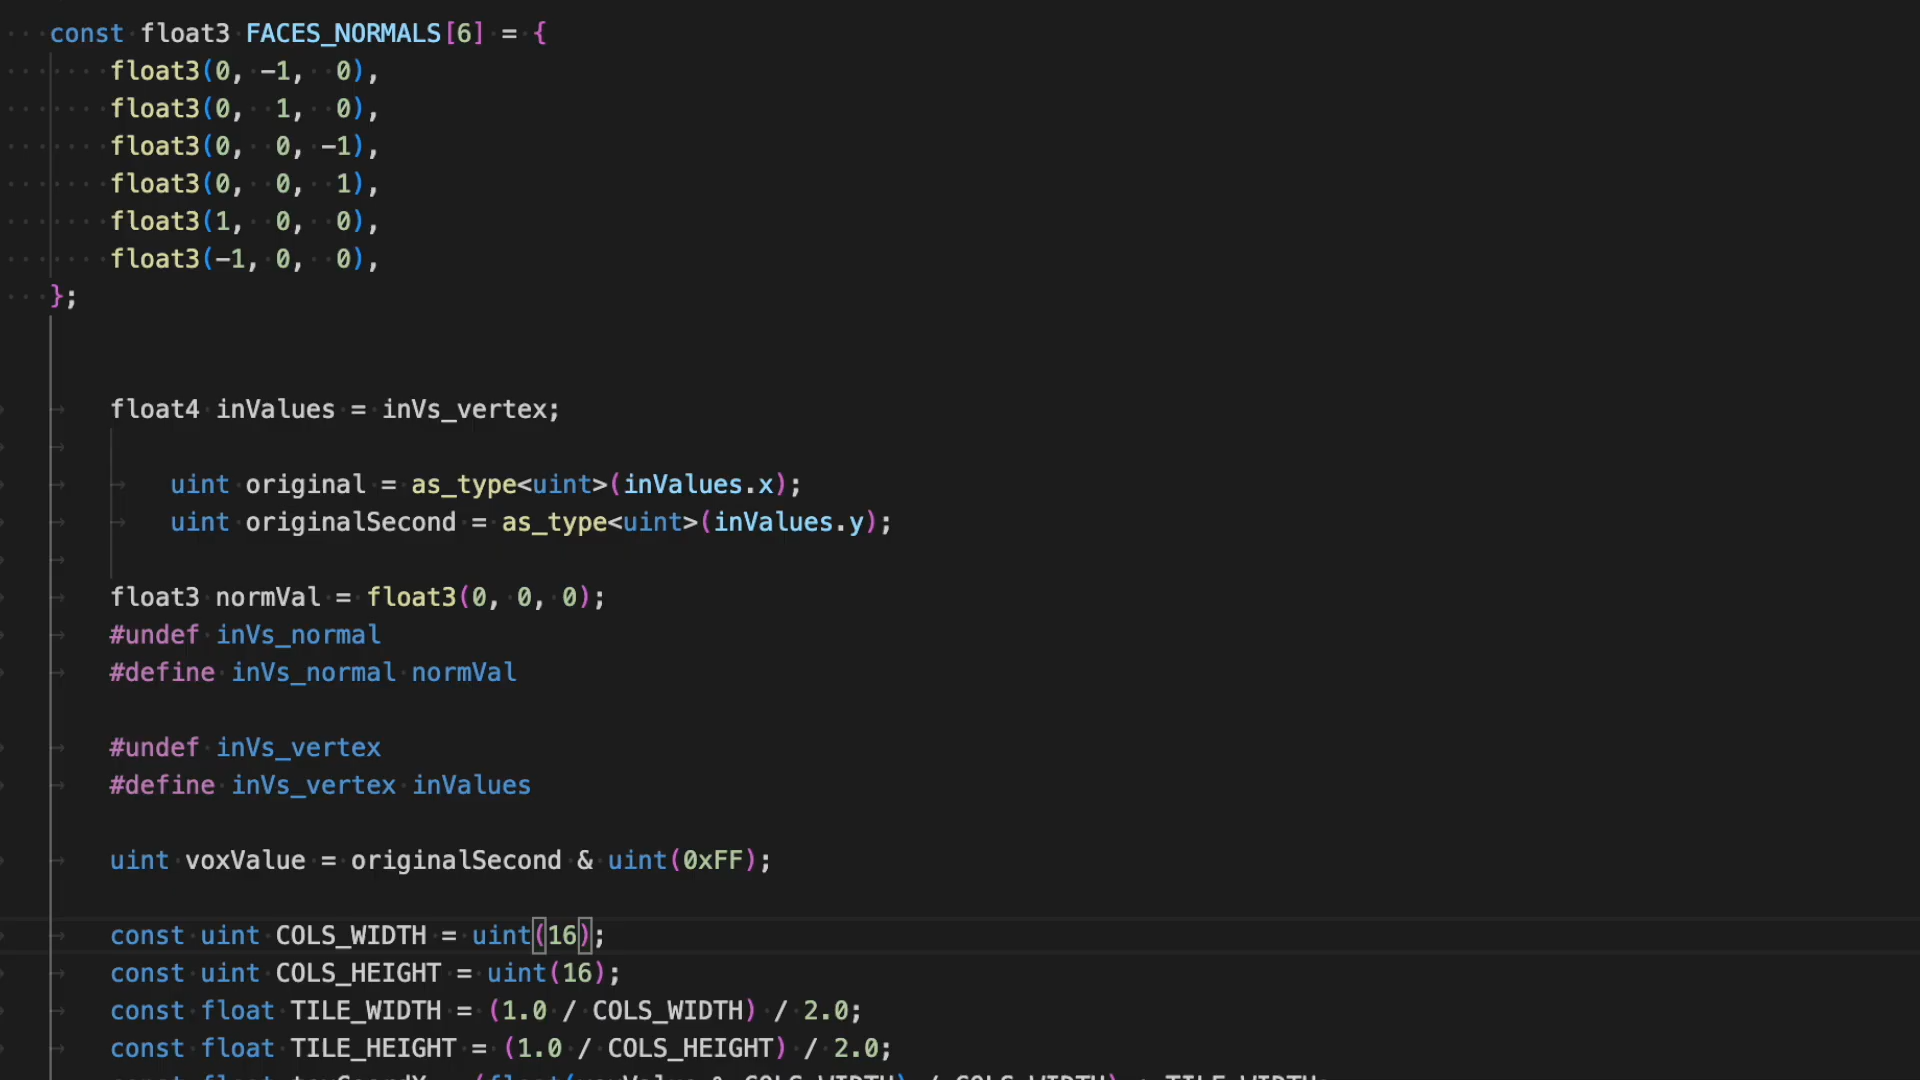 const float3 FACES_NORMALS[6] = {
float3(0, -1, 0),
float3(0, 1, 0),
float3(0, 0, -1),
float3(0, 0, 1),
float3(1, 0, 0),
float3(-1, 0, 0),
};
float4 inValues = inVs_vertex;
uint original = as_type<uint>(inValues.x);
uint originalSecond = as_type<uint>(inValues.y);
float3 normVal = float3(0, 0, 0);
#undef inVs_normal
#define inVs_normal normVal
#undef inVs_vertex
#define inVs_vertex inValues
uint voxValue = originalSecond & uint(0xFF);
const uint COLS_WIDTH = uint(16);
const uint COLS_HEIGHT = uint(16);
const float TILE_WIDTH = (1.0 / COLS_WIDTH) / 2.0;
const float TILE_HEIGHT = (1.0 / COLS_HEIGHT) / 2.0;